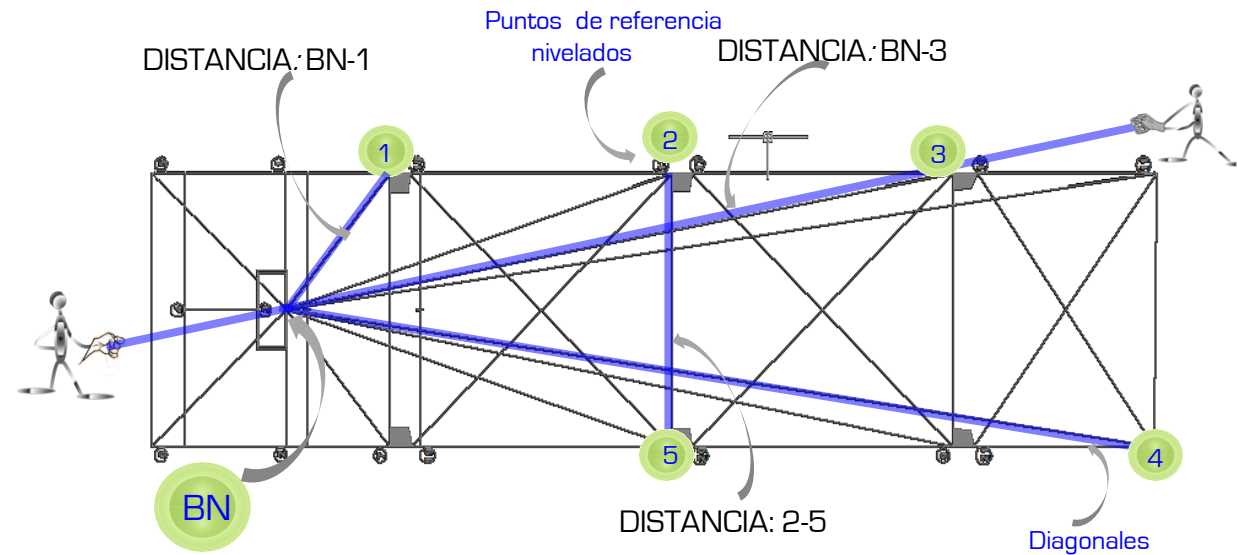 Puntos de referencia
nivelados
DISTANCIA: BN-1
DISTANCIA: BN-3
1
2
3
5
4
BN
DISTANCIA: 2-5
Diagonales